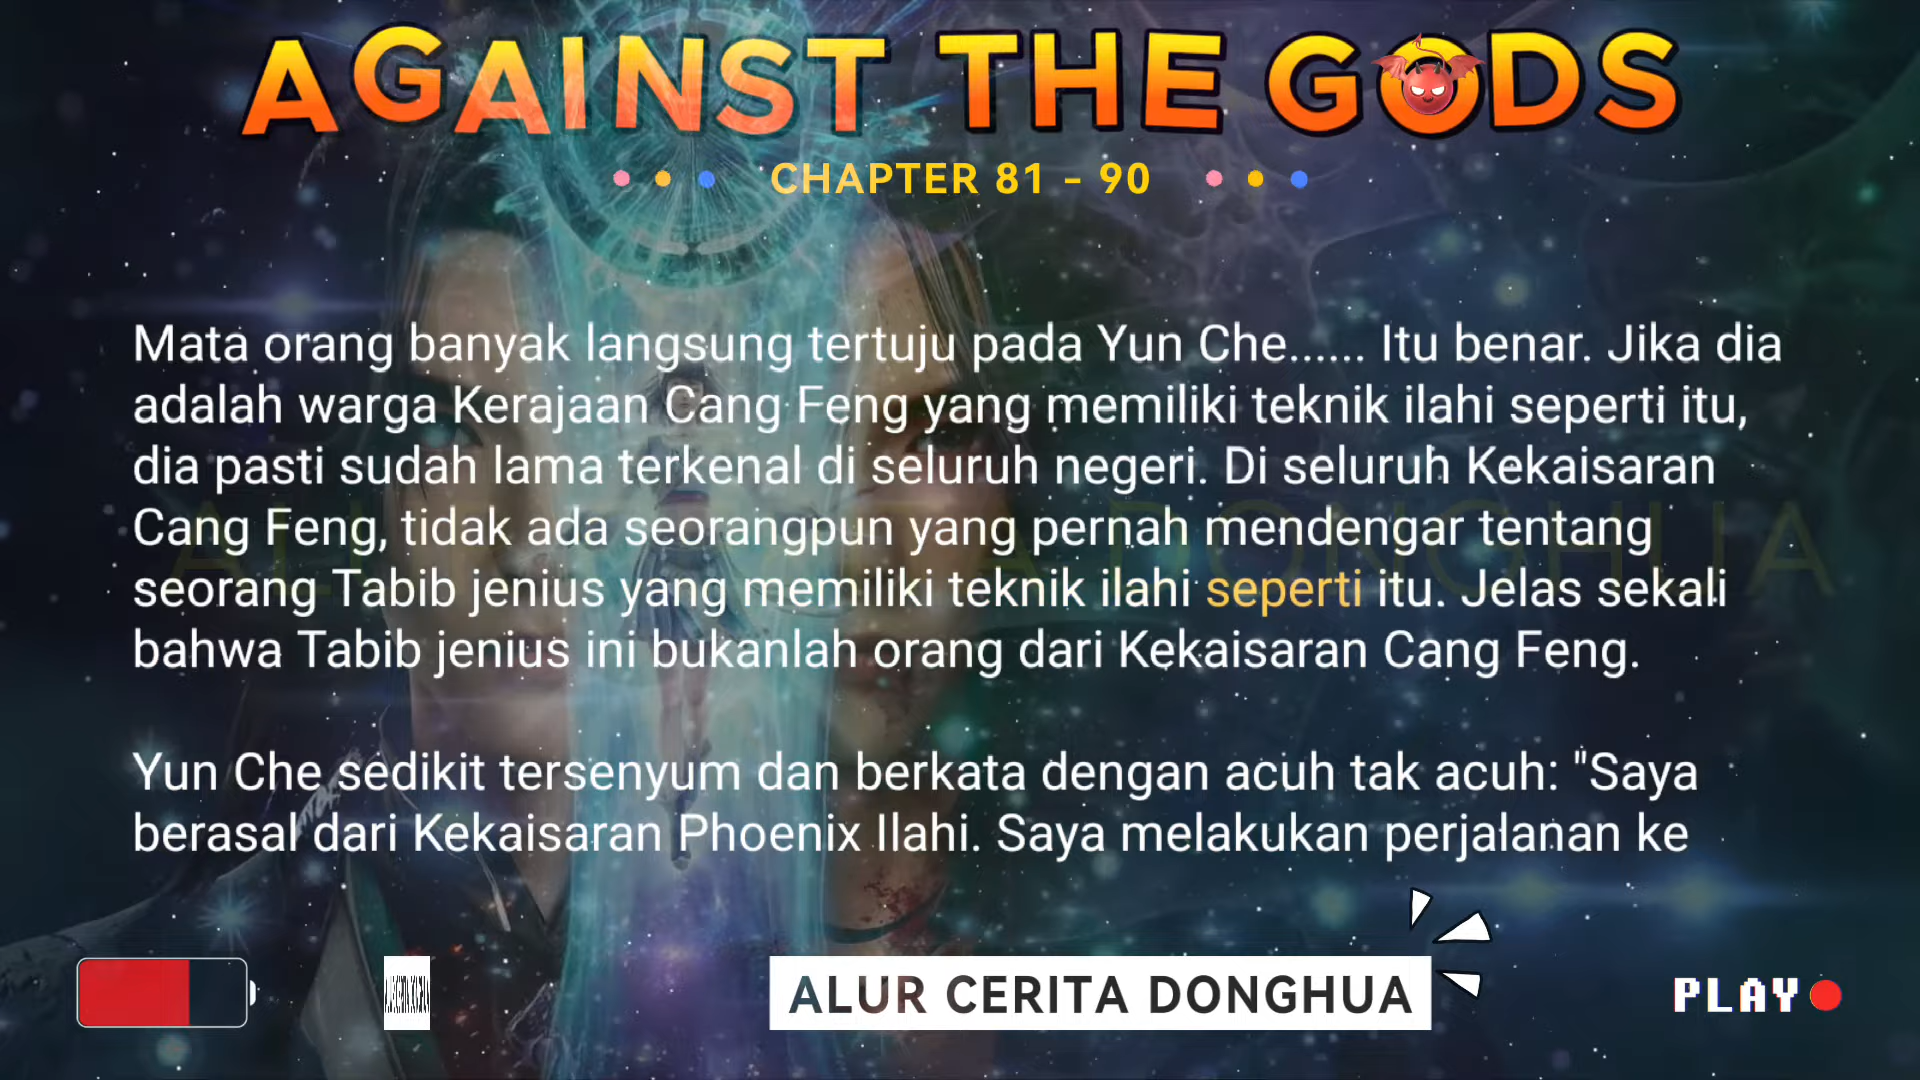 AGAINST THE GODS
CHAPTER 81 – 90
Mata orang banyak langsung tertuju pada Yun Che...... Itu benar. Jika dia
adalah warga Kerajaan Cang Feng yang memiliki teknik ilahi seperti itu,
dia pasti sudah lama terkenal di seluruh negeri. Di seluruh Kekaisaran
Cang Feng, tidak ada seorangpun yang pernah mendengar tentang
seorang Tabib jenius yang memiliki teknik ilahi seperti itu. Jelas sekali
bahwa Tabib jenius ini bukanlah orang dari Kekaisaran Cang Feng.
Yun Che sedikit tersenyum dan berkata dengan acuh tak acuh: "Saya
berasal dari Kekaisaran Phoenix Ilahi. Saya melakukan perjalanan ke
ALUR CERITA DONGHUA
PLAY